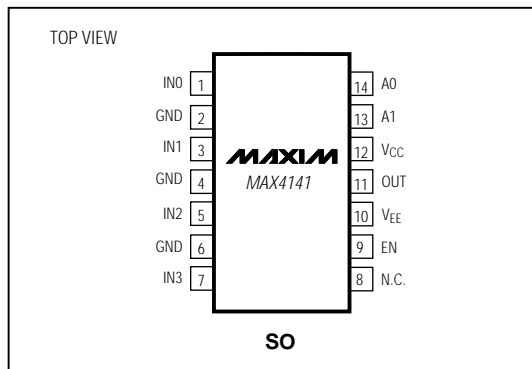 TOP VIEW
IN0 1 14 A0
GND 2 13 A1
IN1 3 12 VCC
MAXIM
GND 4 11 OUT
MAX4141
IN2 5 10 VEE
GND 6 9 EN
IN3 7 8 N.C.
SO